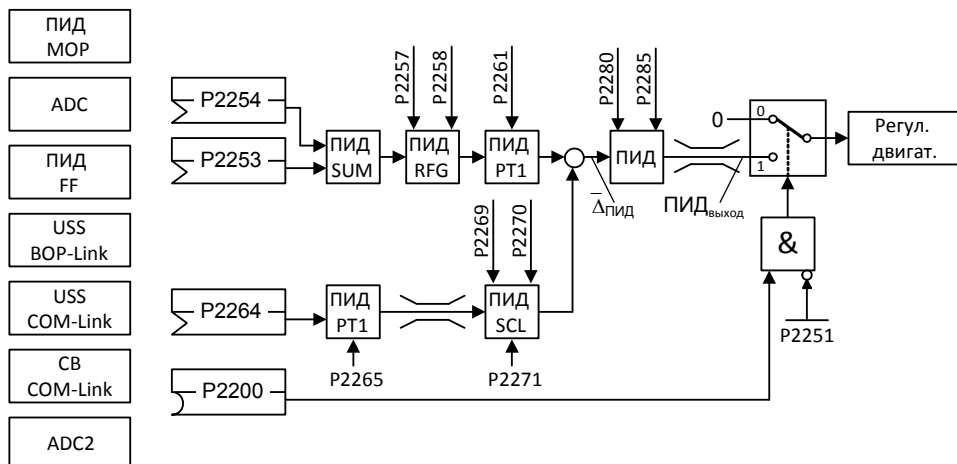 ПИД
MOP
ADC
ПИД
FF
USS
BOP-Link
USS
COM-Link
CB
COM-Link
ADC2
P2254
P2253
P2264
P2200
ПИД
SUM
P2257
P2258
ПИД
RFG
P2261
ПИД
PT1
P2280
P2285
ПИД
Δ̅ПИД
ПИДвыход
0
0
1
Регул.
двигат.
&
P2251
ПИД
PT1
P2265
P2269
P2270
ПИД
SCL
P2271